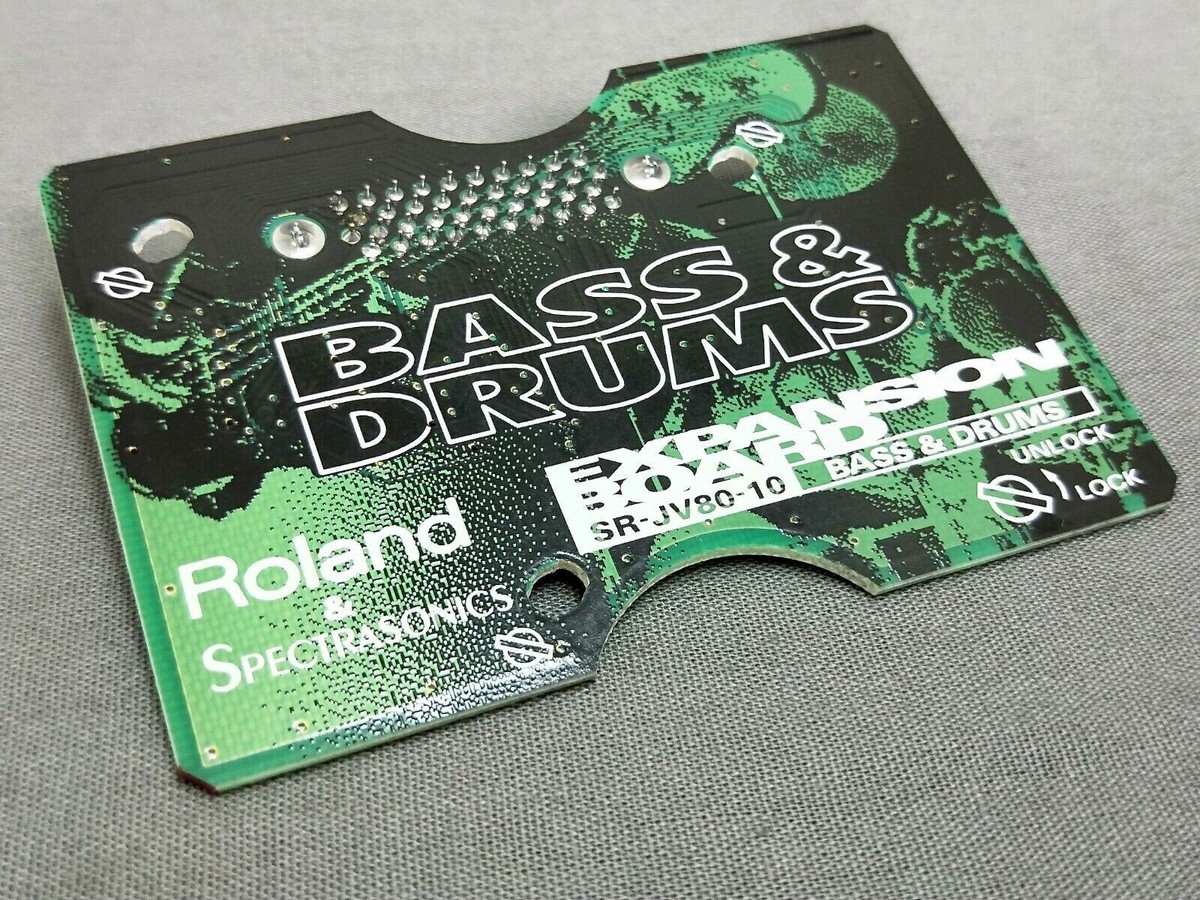 BASS &
DRUMS
EXPANSION
BOARD
SR-JV80-10
BASS & DRUMS
UNLOCK
LOCK
Roland
&
SPECTRASONICS